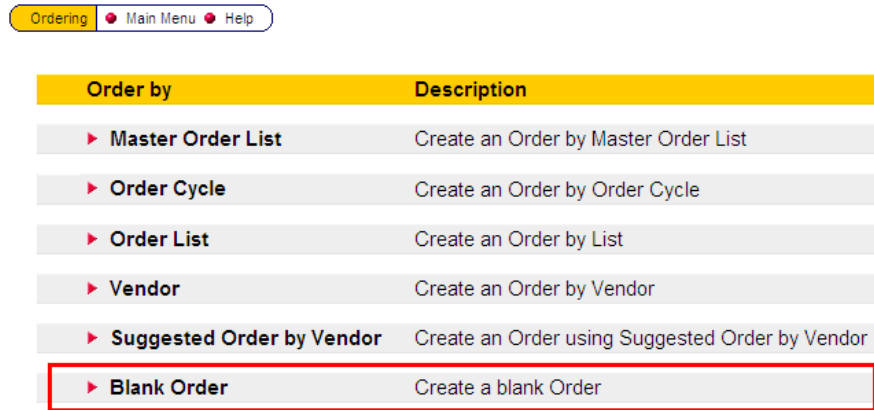 Ordering Main Menu Help
Order by Description
Master Order List Create an Order by Master Order List
Order Cycle Create an Order by Order Cycle
Order List Create an Order by List
Vendor Create an Order by Vendor
Suggested Order by Vendor Create an Order using Suggested Order by Vendor
Blank Order Create a blank Order